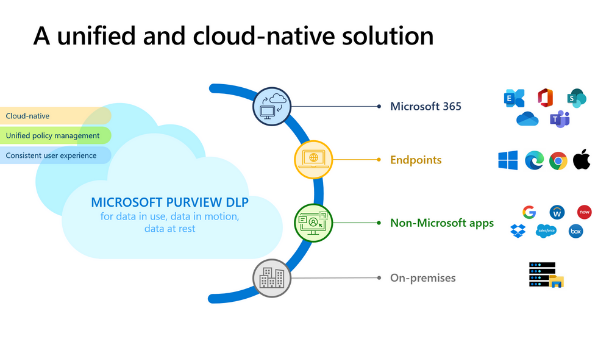 A unified and cloud-native solution
Cloud-native
Unified policy management
Consistent user experience
MICROSOFT PURVIEW DLP
for data in use, data in motion,
data at rest
Microsoft 365
Endpoints
Non-Microsoft apps
On-premises
E
S
T
G
W
now
salesforce
box